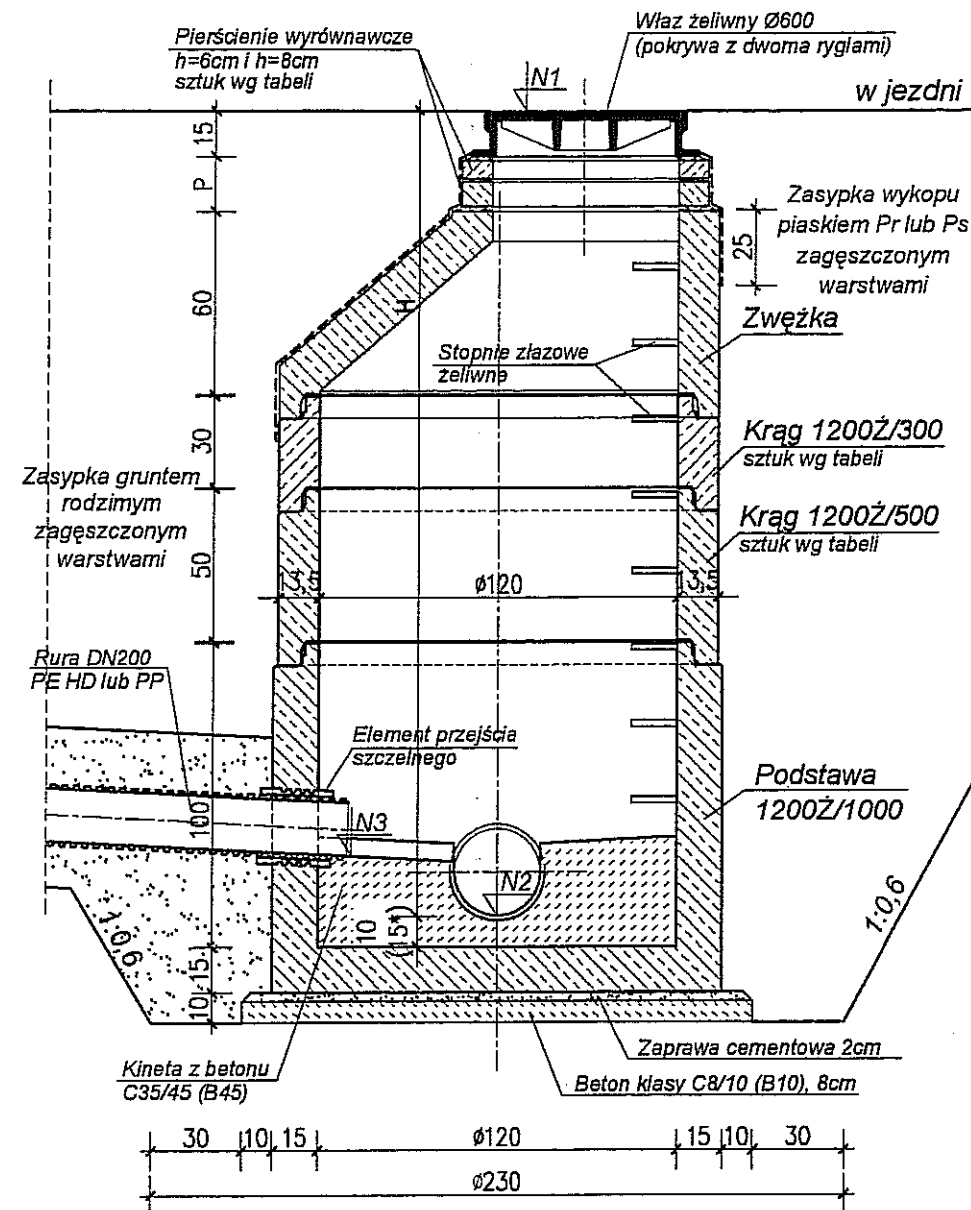 Właz żeliwny Ø600
(pokrywa z dwoma ryglami)
Pierścienie wyrównawcze
h=6cm i h=8cm
sztuk wg tabeli
N1
w jezdni
15
P
Zasypka wykopu
piaskiem Pr lub Ps
zagęszczonym
warstwami
25
60
H
Zwężka
Stopnie złazowe
żeliwne
30
Krąg 1200Ż/300
sztuk wg tabeli
Zasypka gruntem
rodzimym
zagęszczonym
warstwami
Krąg 1200Ż/500
sztuk wg tabeli
50
13,5
ø120
13,5
Rura DN200
PE HD lub PP
Element przejścia
szczelnego
Podstawa
1200Ż/1000
100
N3
N2
10
(15*)
1:0,6
1:0,6
15
10
Zaprawa cementowa 2cm
Kineta z betonu
C35/45 (B45)
Beton klasy C8/10 (B10), 8cm
30 10 15 ø120 15 10 30
ø230